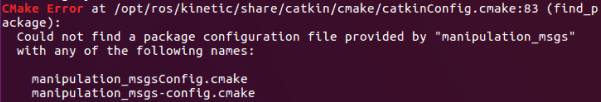 CMake Error at /opt/ros/kinetic/share/catkin/cmake/catkinConfig.cmake:83 (find_p
ackage):
  Could not find a package configuration file provided by "manipulation_msgs"
  with any of the following names:

    manipulation_msgsConfig.cmake
    manipulation_msgs-config.cmake